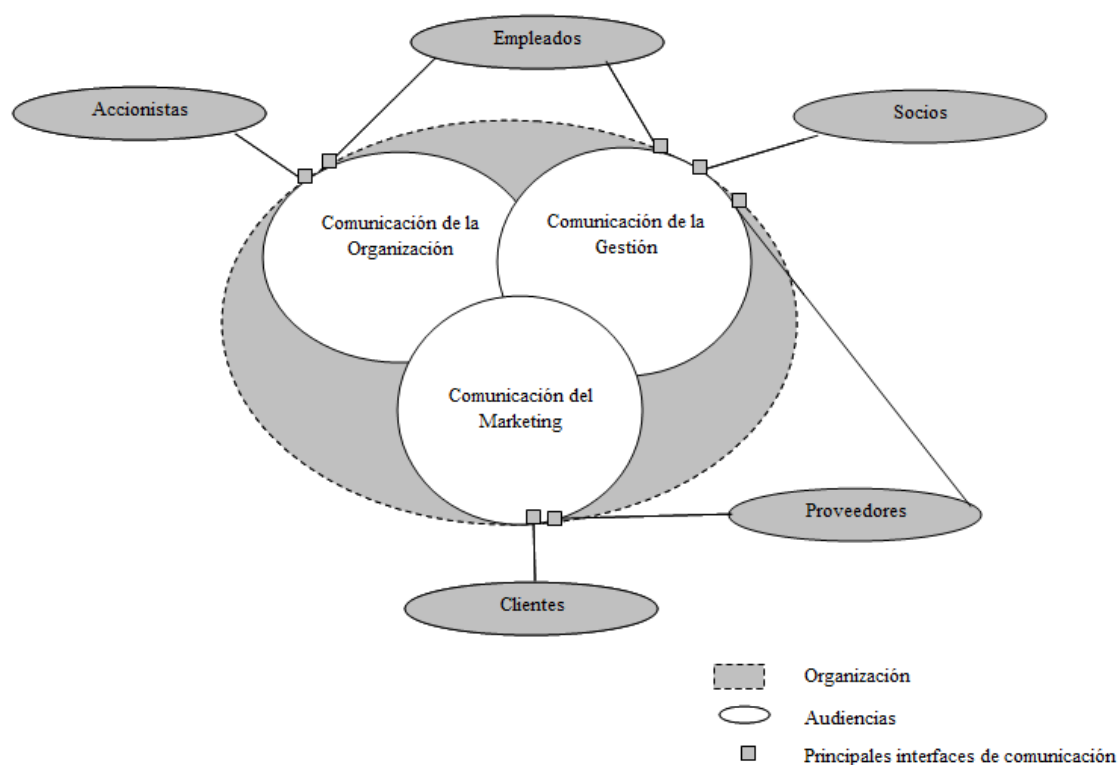 Empleados
Accionistas
Socios
Comunicación de la
Organización
Comunicación de la
Gestión
Comunicación del
Marketing
Proveedores
Clientes
Organización
Audiencias
Principales interfaces de comunicación